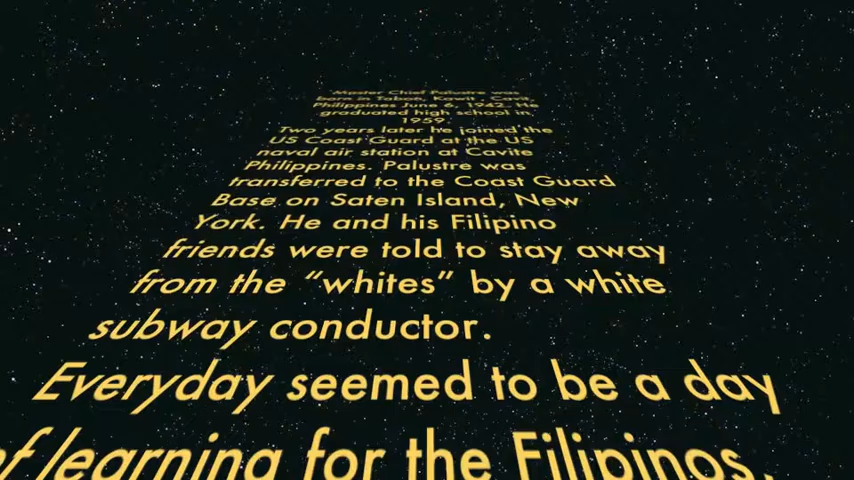 Master Chief Palustre was
born in Tabon, Kawit, Cavit,
Philippines June 6, 1942. He
graduated high school in
1959.
Two years later he joined the
US Coast Guard at the US
naval air station at Cavite
Philippines. Palustre was
transferred to the Coast Guard
Base on Saten Island, New
York. He and his Filipino
friends were told to stay away
from the “whites” by a white
subway conductor.
Everyday seemed to be a day
of learning for the Filipinos.